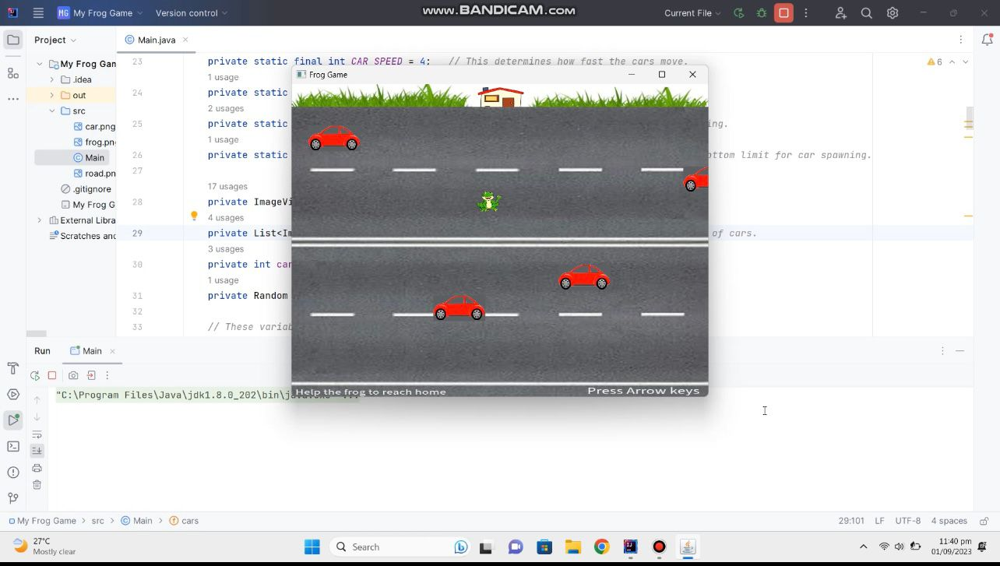 MG My Frog Game Version control www.BANDICAM.com Current File
Project Main.java
My Frog Gam
.idea
out
src
car.png
frog.pn
Main
road.pn
.gitignore
My Frog G
External Libra
Scratches and
6
23 private static final int CAR_SPEED = 4; // This determines how fast the cars move.
1 usage
24 private static
2 usages
25 private static ing.
1 usage
26 private static ottom limit for car spawning.
27
17 usages
28 private ImageVi
4 usages
29 private List<Im of cars.
3 usages
30 private int car
1 usage
31 private Random
32
33 // These variab
Frog Game
Help the frog to reach home Press Arrow keys
Run Main
"C:\Program Files\Java\jdk1.8.0_202\bin\j
My Frog Game > src > Main > cars 29:101 LF UTF-8 4 spaces
27°C
Mostly clear
Search
11:40 pm
01/09/2023